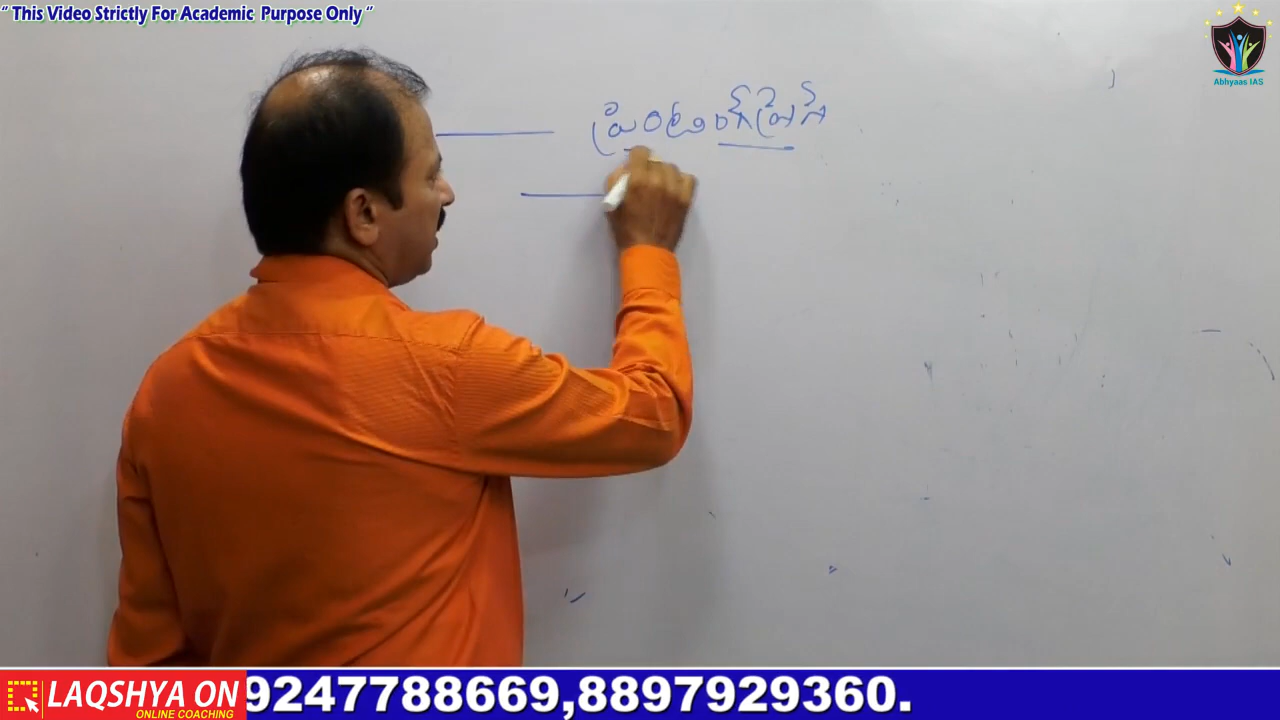 “ This Video Strictly For Academic Purpose Only ”
Abhyaas IAS
ప్రింటింగ్ ప్రెస్
LAQSHYA ON
ONLINE COACHING
9247788669,8897929360.